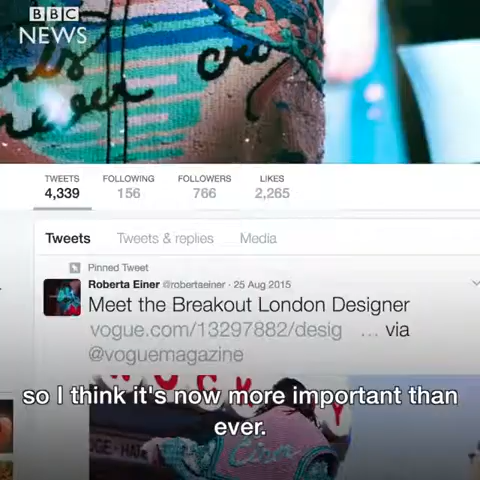 BBC
NEWS
TWEETS FOLLOWING FOLLOWERS LIKES
4,339 156 766 2,265
Tweets Tweets & replies Media
Pinned Tweet
Roberta Einer @robertaeiner · 25 Aug 2015
Meet the Breakout London Designer
vogue.com/13297882/desig ... via
@voguemagazine
so I think it's now more important than
ever.